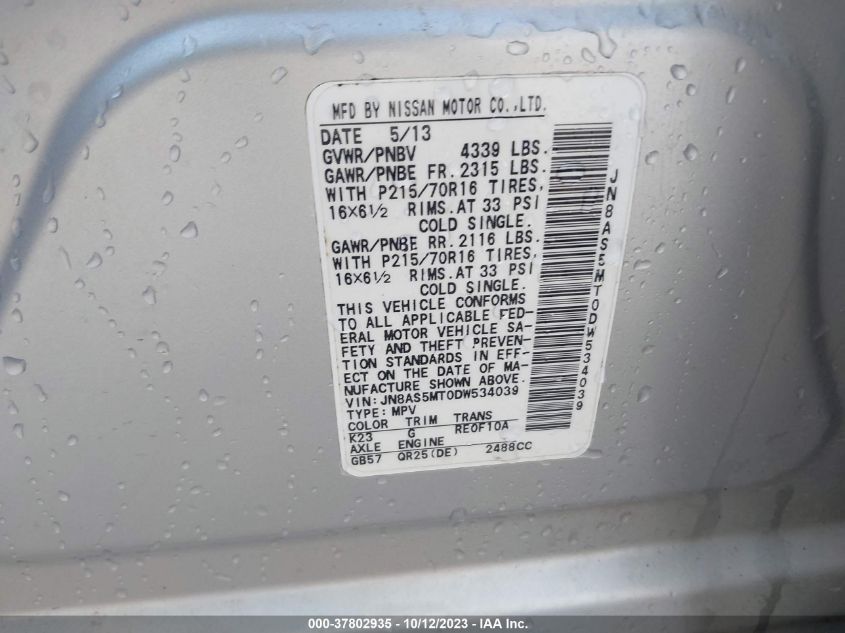 MFD BY NISSAN MOTOR CO.,LTD.
DATE 5/13
GVWR/PNBV 4339 LBS.
GAWR/PNBE FR. 2315 LBS.
WITH P215/70R16 TIRES,
16X6½ RIMS. AT 33 PSI
COLD SINGLE.
GAWR/PNBE RR. 2116 LBS.
WITH P215/70R16 TIRES,
16X6½ RIMS. AT 33 PSI
COLD SINGLE.
THIS VEHICLE CONFORMS
TO ALL APPLICABLE FED-
ERAL MOTOR VEHICLE SA-
FETY AND THEFT PREVEN-
TION STANDARDS IN EFF-
ECT ON THE DATE OF MA-
NUFACTURE SHOWN ABOVE.
VIN: JN8AS5MT0DW534039
TYPE: MPV
COLOR TRIM TRANS
K23 G RE0F10A
AXLE ENGINE
GB57 QR25(DE) 2488CC
JN8AS5MT0DW534039
000-37802935 - 10/12/2023 - IAA Inc.